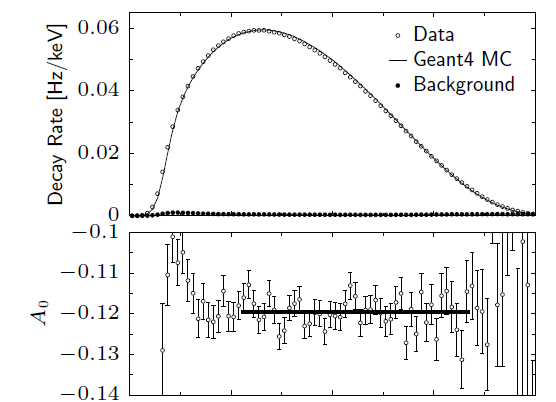 0.06
0.04
0.02
0
Decay Rate [Hz/keV]
Data
Geant4 MC
Background
−0.1
−0.11
−0.12
−0.13
−0.14
A0